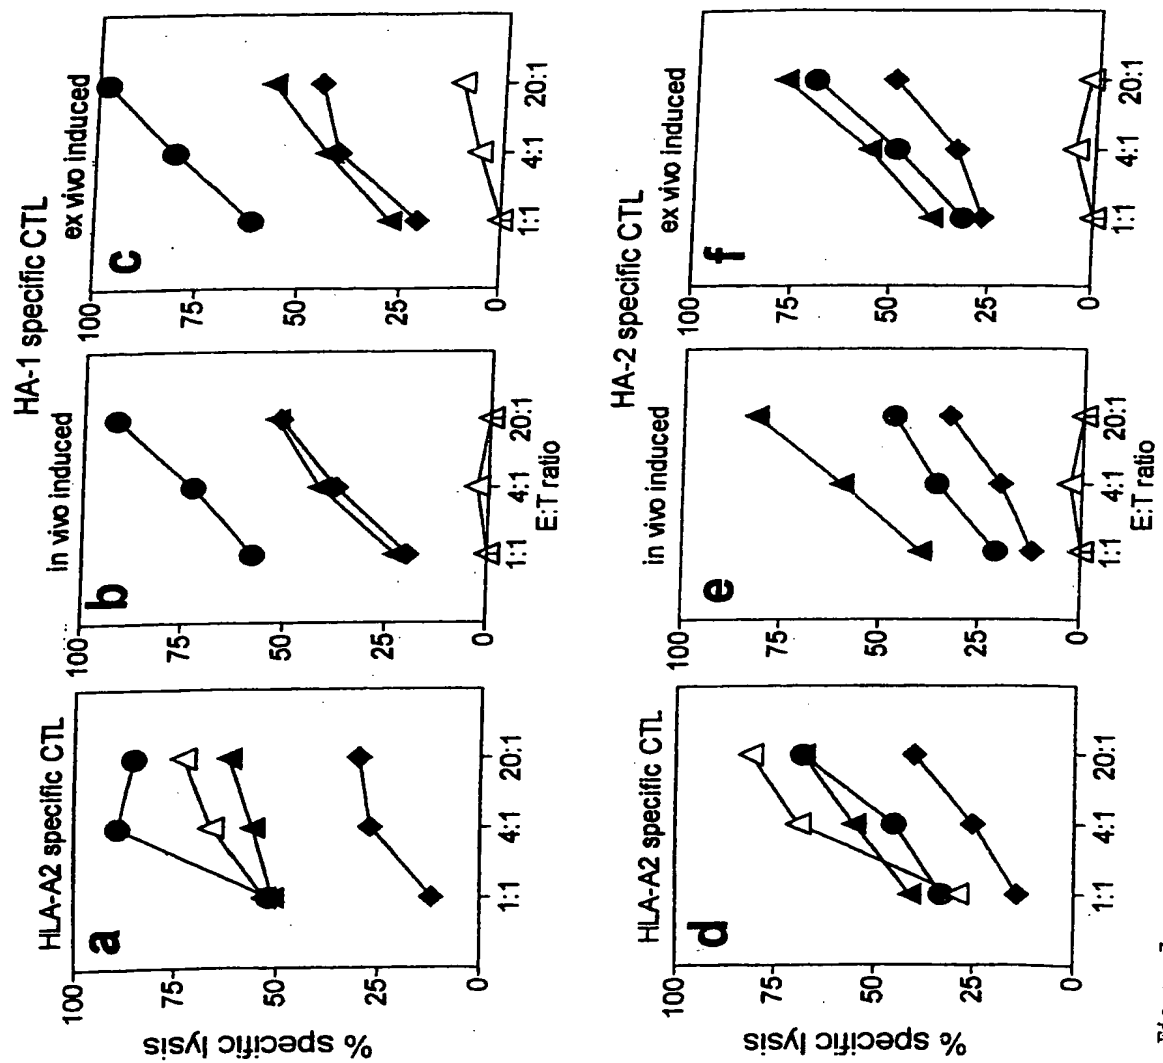 HA-1 specific CTL
HLA-A2 specific CTL
in vivo induced
ex vivo induced
a
b
c
% specific lysis
100
75
50
25
0
1:1
4:1
20:1
100
75
50
25
0
1:1
4:1
20:1
E:T ratio
100
75
50
25
0
1:1
4:1
20:1
HA-2 specific CTL
HLA-A2 specific CTL
in vivo induced
ex vivo induced
d
e
f
% specific lysis
100
75
50
25
0
1:1
4:1
20:1
100
75
50
25
0
1:1
4:1
20:1
E:T ratio
100
75
50
25
0
1:1
4:1
20:1